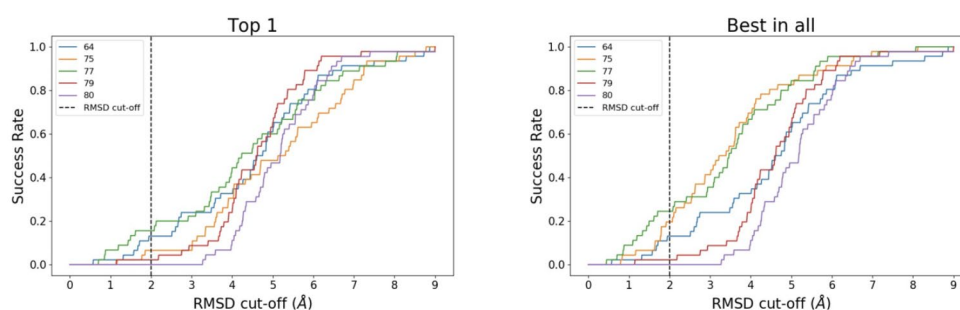 Top 1
Success Rate
1.0
0.8
0.6
0.4
0.2
0.0
64
75
77
79
80
RMSD cut-off
0 1 2 3 4 5 6 7 8 9
RMSD cut-off (Å)
Best in all
Success Rate
1.0
0.8
0.6
0.4
0.2
0.0
64
75
77
79
80
RMSD cut-off
0 1 2 3 4 5 6 7 8 9
RMSD cut-off (Å)